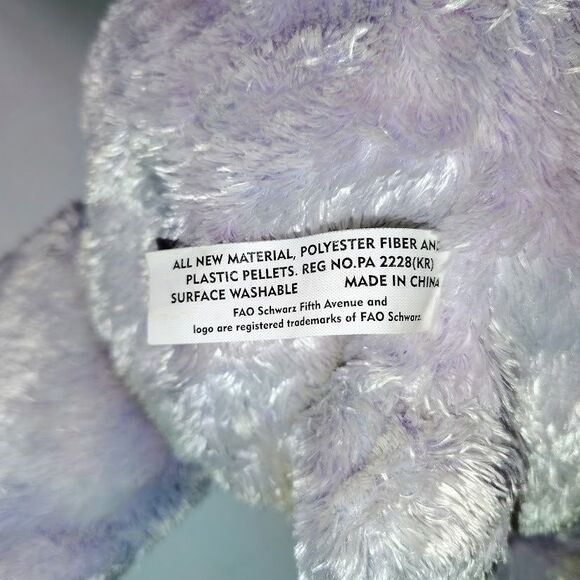 ALL NEW MATERIAL, POLYESTER FIBER AND
PLASTIC PELLETS. REG NO.PA 2228(KR)
SURFACE WASHABLE MADE IN CHINA
FAO Schwarz Fifth Avenue and
logo are registered trademarks of FAO Schwarz